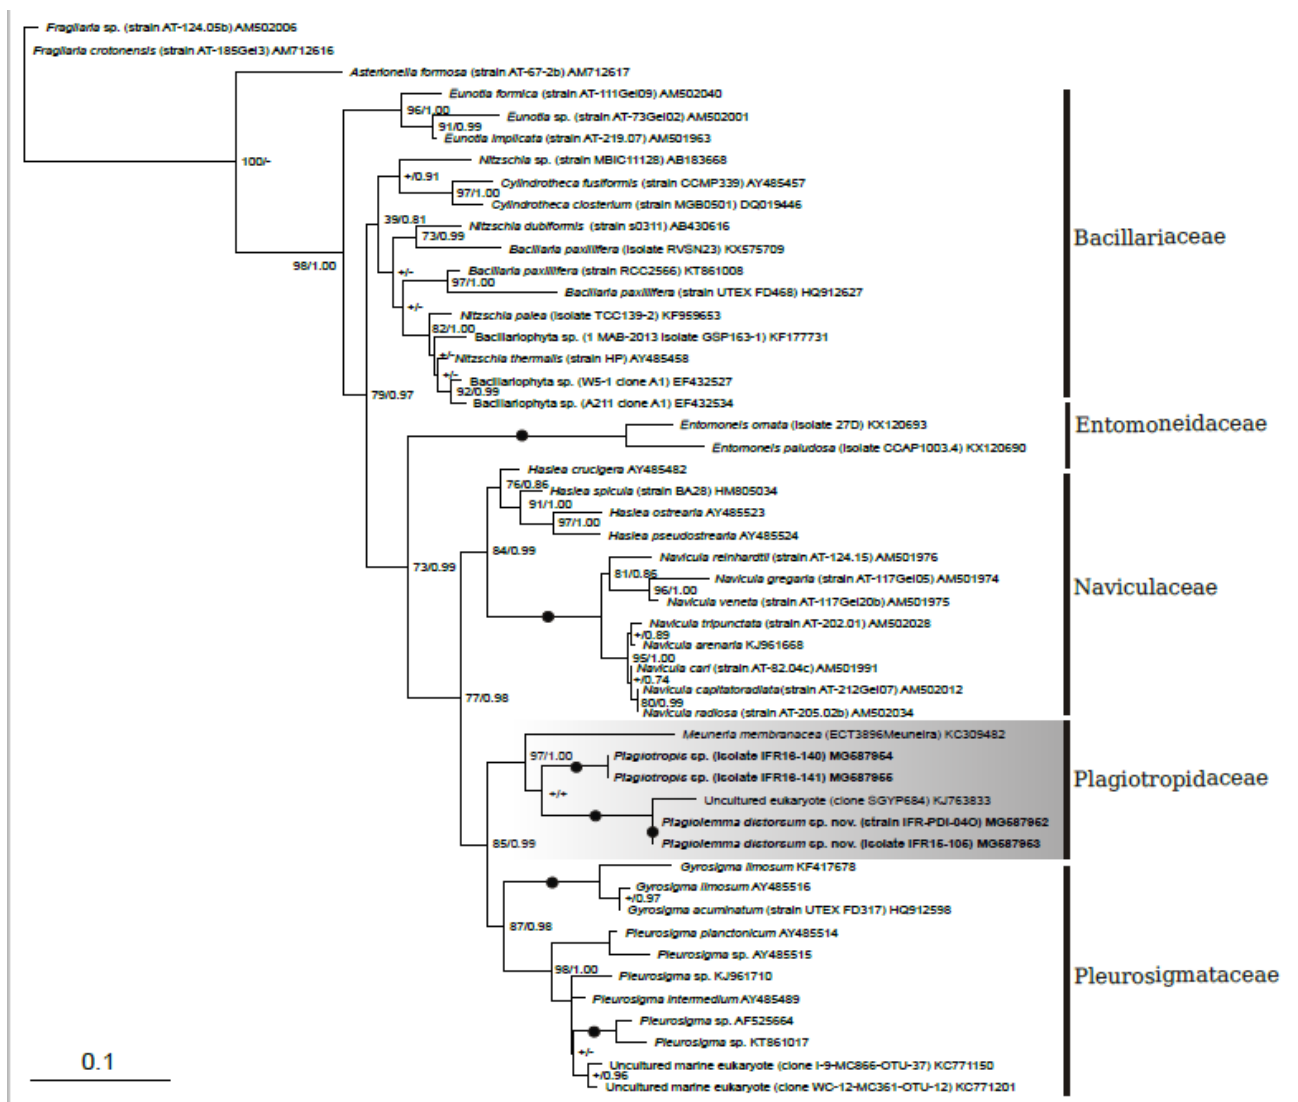 Fragilaria sp. (strain AT-124.05b) AM502006
Fragilaria crotonensis (strain AT-185Gel3) AM712616
Asterionella formosa (strain AT-67-2b) AM712617
Eunotia formica (strain AT-111Gel09) AM502040
96/1.00
Eunotia sp. (strain AT-73Gel02) AM502001
91/0.99
Eunotia implicata (strain AT-219.07) AM501963
100/-
Nitzschia sp. (strain MBIC11128) AB183668
+/0.91
Cylindrotheca fusiformis (strain CCMP339) AY485457
97/1.00
Cylindrotheca closterium (strain MGB0501) DQ019446
39/0.81
Nitzschia dubiformis (strain s0311) AB430616
73/0.99
Bacillariaceae
Bacillaria paxillifera (isolate RVSN23) KX575709
98/1.00
+/-
Bacillaria paxillifera (strain RCC2566) KT861008
97/1.00
Bacillaria paxillifera (strain UTEX FD468) HQ912627
+/-
Nitzschia palea (isolate TCC139-2) KF959653
82/1.00
Bacillariophyta sp. (1 MAB-2013 isolate GSP163-1) KF177731
+/-
Nitzschia thermalis (strain HP) AY485458
+/-
Bacillariophyta sp. (W5-1 clone A1) EF432527
79/0.97
92/0.99
Bacillariophyta sp. (A211 clone A1) EF432534
Entomoneis ornata (isolate 27D) KX120693
Entomoneidaceae
Entomoneis paludosa (isolate CCAP1003.4) KX120690
Haslea crucigera AY485482
76/0.86
Haslea spicula (strain BA28) HM805034
91/1.00
Haslea ostrearia AY485523
97/1.00
Haslea pseudostrearia AY485524
84/0.99
Navicula reinhardtii (strain AT-124.15) AM501976
73/0.99
81/0.86
Navicula gregaria (strain AT-117Gel05) AM501974
Naviculaceae
96/1.00
Navicula veneta (strain AT-117Gel20b) AM501975
Navicula tripunctata (strain AT-202.01) AM502028
+/0.89
Navicula arenaria KJ961668
95/1.00
Navicula cari (strain AT-82.04c) AM501991
+/0.74
Navicula capitatoradiata(strain AT-212Gel07) AM502012
77/0.98
80/0.99
Navicula radiosa (strain AT-205.02b) AM502034
Meuneria membranacea (ECT3896Meuneira) KC309482
97/1.00
Plagiotropis sp. (isolate IFR16-140) MG587954
Plagiotropis sp. (isolate IFR16-141) MG587955
Plagiotropidaceae
+/+
Uncultured eukaryote (clone SGYP684) KJ763833
Plagiolemma distorsum sp. nov. (strain IFR-PDI-04O) MG587952
85/0.99
Plagiolemma distorsum sp. nov. (isolate IFR15-106) MG587953
Gyrosigma limosum KF417678
Gyrosigma limosum AY485516
+/0.97
Gyrosigma acuminatum (strain UTEX FD317) HQ912598
87/0.98
Pleurosigma planctonicum AY485514
Pleurosigma sp. AY485515
98/1.00
Pleurosigma sp. KJ961710
Pleurosigmataceae
Pleurosigma intermedium AY485489
Pleurosigma sp. AF525664
Pleurosigma sp. KT861017
+/-
Uncultured marine eukaryote (clone I-9-MC866-OTU-37) KC771150
+/0.96
Uncultured marine eukaryote (clone WC-12-MC361-OTU-12) KC771201
0.1